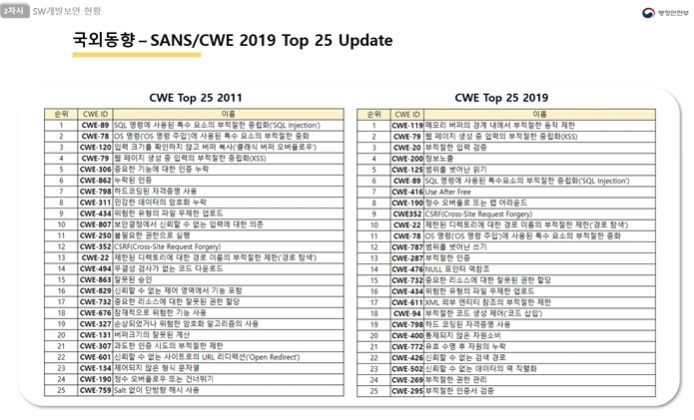 2차시 SW개발보안 현황
행정안전부
국외동향 – SANS/CWE 2019 Top 25 Update
CWE Top 25 2011
순위 CWE ID 이름
1 CWE-89 SQL 명령에 사용된 특수 요소의 부적절한 중립화('SQL Injection')
2 CWE-78 OS 명령('OS 명령 주입')에 사용된 특수 요소의 부적절한 중화
3 CWE-120 입력 크기를 확인하지 않고 버퍼 복사('클래식 버퍼 오버플로우')
4 CWE-79 웹 페이지 생성 중 입력의 부적절한 중립화(XSS)
5 CWE-306 중요한 기능에 대한 인증 누락
6 CWE-862 누락된 인증
7 CWE-798 하드코딩된 자격증명 사용
8 CWE-311 민감한 데이터의 암호화 누락
9 CWE-434 위험한 유형의 파일 무제한 업로드
10 CWE-807 보안결정에서 신뢰할 수 없는 입력에 대한 의존
11 CWE-250 불필요한 권한으로 실행
12 CWE-352 CSRF(Cross-Site Request Forgery)
13 CWE-22 제한된 디렉토리에 대한 경로 이름의 부적절한 제한('경로 탐색')
14 CWE-494 무결성 검사가 없는 코드 다운로드
15 CWE-863 잘못된 승인
16 CWE-829 신뢰할 수 없는 제어 영역에서 기능 포함
17 CWE-732 중요한 리소스에 대한 잘못된 권한 할당
18 CWE-676 잠재적으로 위험한 기능 사용
19 CWE-327 손상되었거나 위험한 암호화 알고리즘의 사용
20 CWE-131 버퍼크기의 잘못된 계산
21 CWE-307 과도한 인증 시도의 부적절한 제한
22 CWE-601 신뢰할 수 없는 사이트로의 URL 리디렉션('Open Redirect')
23 CWE-134 제어되지 않은 형식 문자열
24 CWE-190 정수 오버플로우 또는 건너뛰기
25 CWE-759 Salt 없이 단방향 해시 사용
CWE Top 25 2019
순위 CWE ID 이름
1 CWE-119 메모리 버퍼의 경계 내에서 부적절한 동작 제한
2 CWE-79 웹 페이지 생성 중 입력의 부적절한 중립화(XSS)
3 CWE-20 부적절한 입력 검증
4 CWE-200 정보노출
5 CWE-125 범위를 벗어난 읽기
6 CWE-89 SQL 명령에 사용된 특수요소의 부적절한 중립화('SQL Injection')
7 CWE-416 Use After Free
8 CWE-190 정수 오버플로 또는 랩 어라운드
9 CWE352 CSRF(Cross-Site Request Forgery)
10 CWE-22 제한된 디렉토리에 대한 경로 이름의 부적절한 제한('경로 탐색')
11 CWE-78 OS 명령('OS 명령 주입')에 사용된 특수 요소의 부적절한 중화
12 CWE-787 범위를 벗어난 쓰기
13 CWE-287 부적절한 인증
14 CWE-476 NULL 포인터 역참조
15 CWE-732 중요한 리소스에 대한 잘못된 권한 할당
16 CWE-434 위험한 유형의 파일 무제한 업로드
17 CWE-611 XML 외부 엔티티 참조의 부적절한 제한
18 CWE-94 부적절한 코드 생성 제어('코드 삽입')
19 CWE-798 하드 코딩된 자격증명 사용
20 CWE-400 통제되지 않은 자원소비
21 CWE-772 유효 수명 후 자원의 누락
22 CWE-426 신뢰할 수 없는 검색 경로
23 CWE-502 신뢰할 수 없는 데이터의 역 직렬화
24 CWE-269 부적절한 권한 관리
25 CWE-295 부적절한 인증서 검증